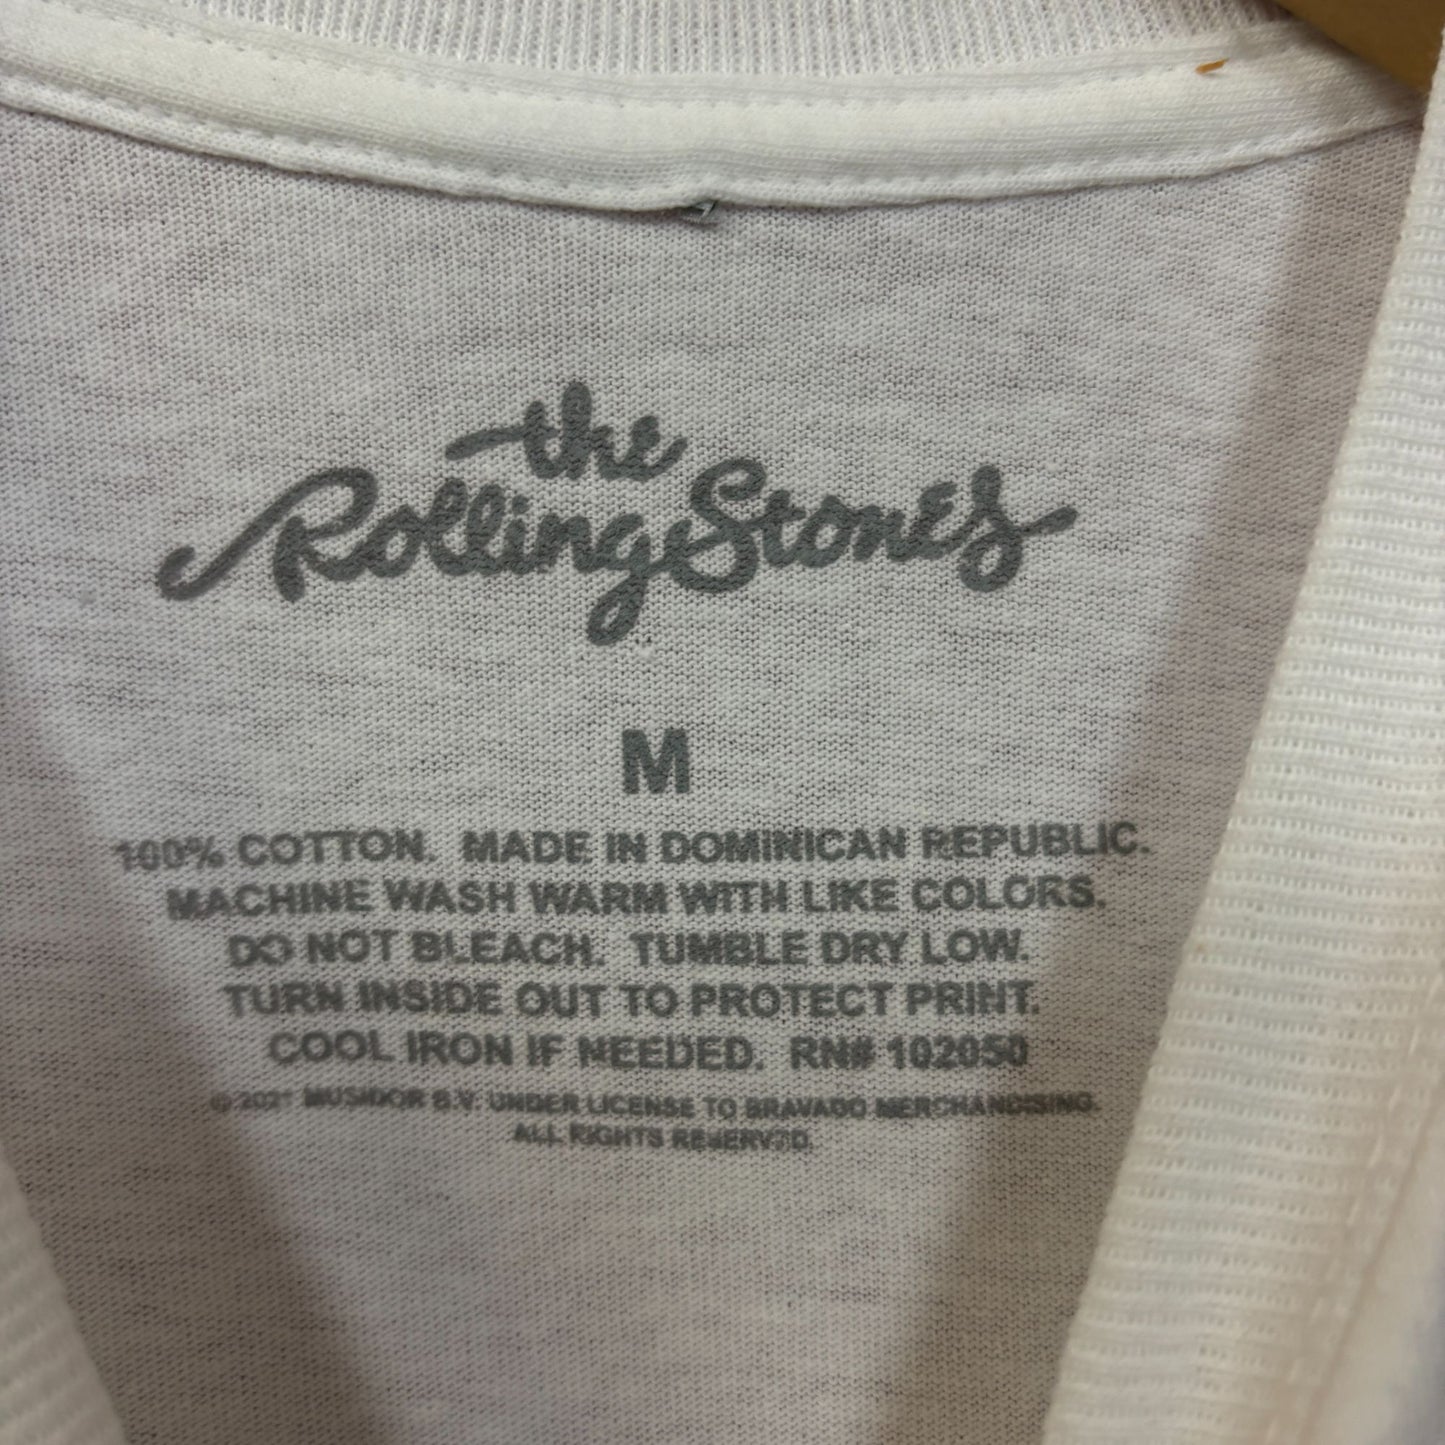 the
Rolling Stones
M
100% COTTON. MADE IN DOMINICAN REPUBLIC.
MACHINE WASH WARM WITH LIKE COLORS.
DO NOT BLEACH. TUMBLE DRY LOW.
TURN INSIDE OUT TO PROTECT PRINT.
COOL IRON IF NEEDED. RN# 102050
© 2021 MUSIDOR B.V. UNDER LICENSE TO BRAVADO MERCHANDISING.
ALL RIGHTS RESERVED.